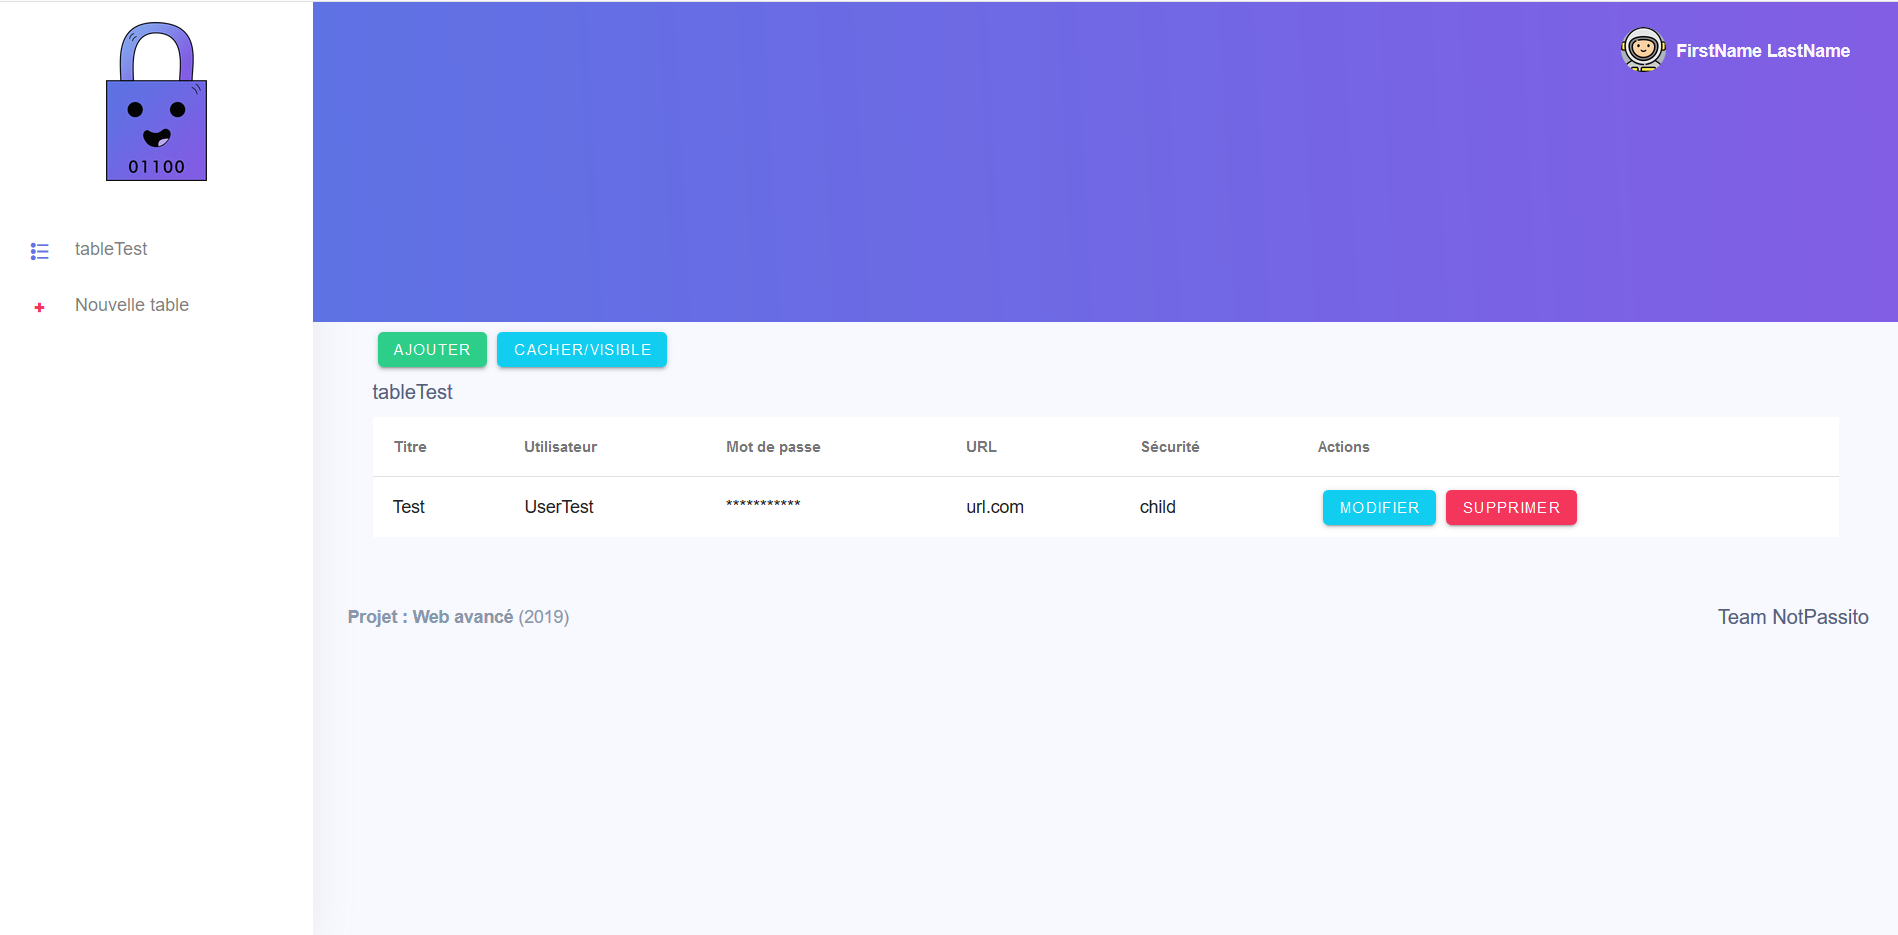 01100
FirstName LastName
tableTest
Nouvelle table
AJOUTER CACHER/VISIBLE
tableTest
Titre Utilisateur Mot de passe URL Sécurité Actions
Test UserTest *********** url.com child MODIFIER SUPPRIMER
Projet : Web avancé (2019) Team NotPassito